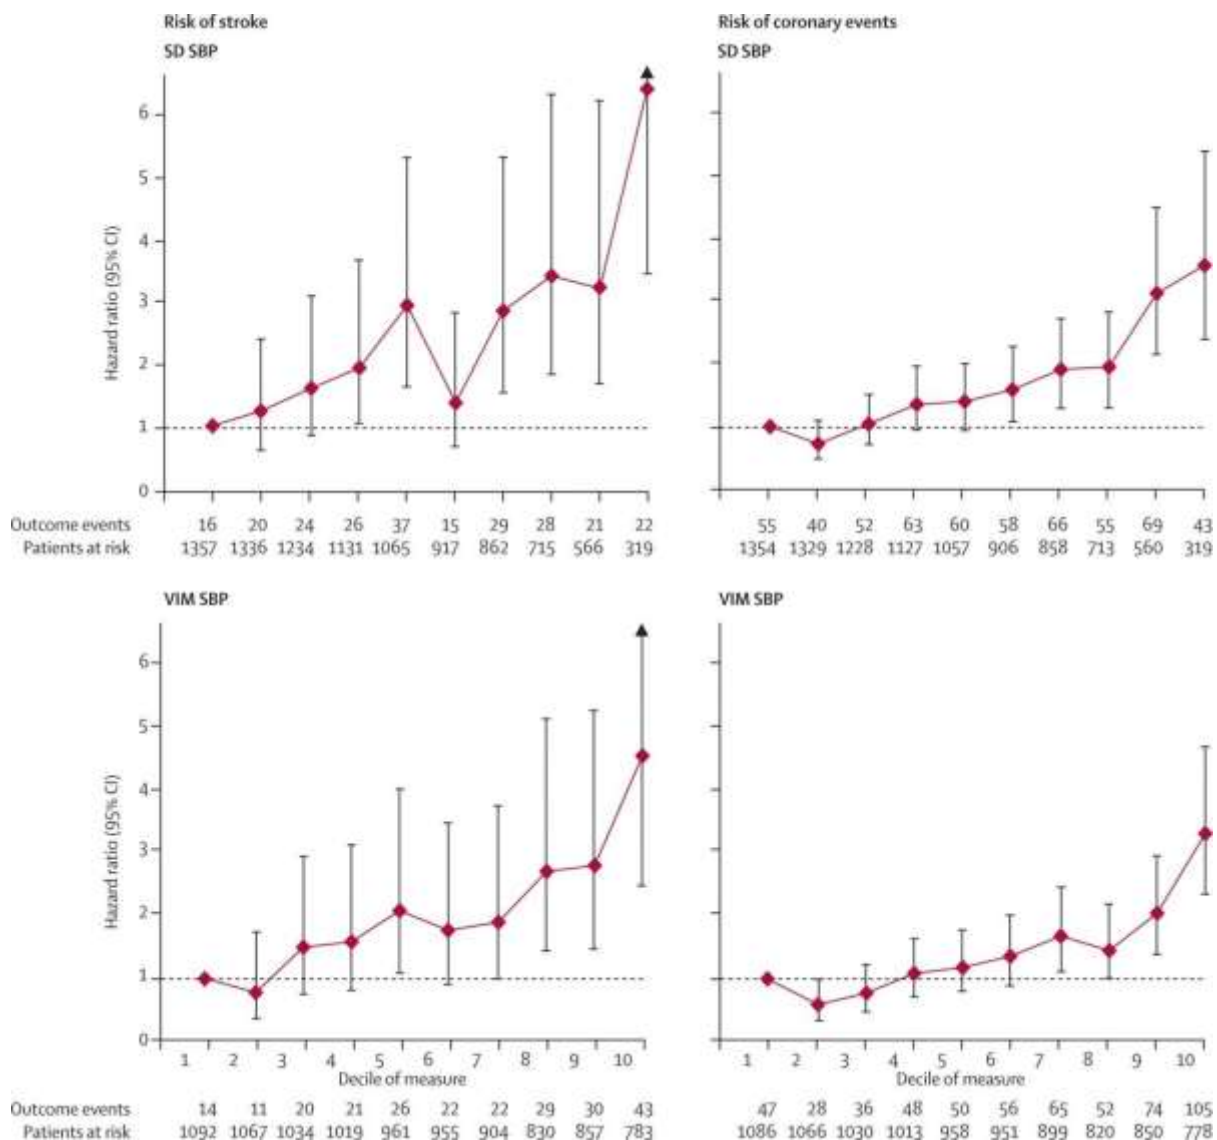 Risk of stroke
SD SBP
Risk of coronary events
SD SBP
Hazard ratio (95% CI)
6
5
4
3
2
1
0
Outcome events 16 20 24 26 37 15 29 28 21 22
Patients at risk 1357 1336 1234 1131 1065 917 862 715 566 319
55 40 52 63 60 58 66 55 69 43
1354 1329 1228 1127 1057 906 858 713 560 319
VIM SBP
VIM SBP
Hazard ratio (95% CI)
6
5
4
3
2
1
0
1 2 3 4 5 6 7 8 9 10
Decile of measure
1 2 3 4 5 6 7 8 9 10
Decile of measure
Outcome events 14 11 20 21 26 22 22 29 30 43
Patients at risk 1092 1067 1034 1019 961 955 904 830 857 783
47 28 36 48 50 56 65 52 74 105
1086 1066 1030 1013 958 951 899 820 850 778